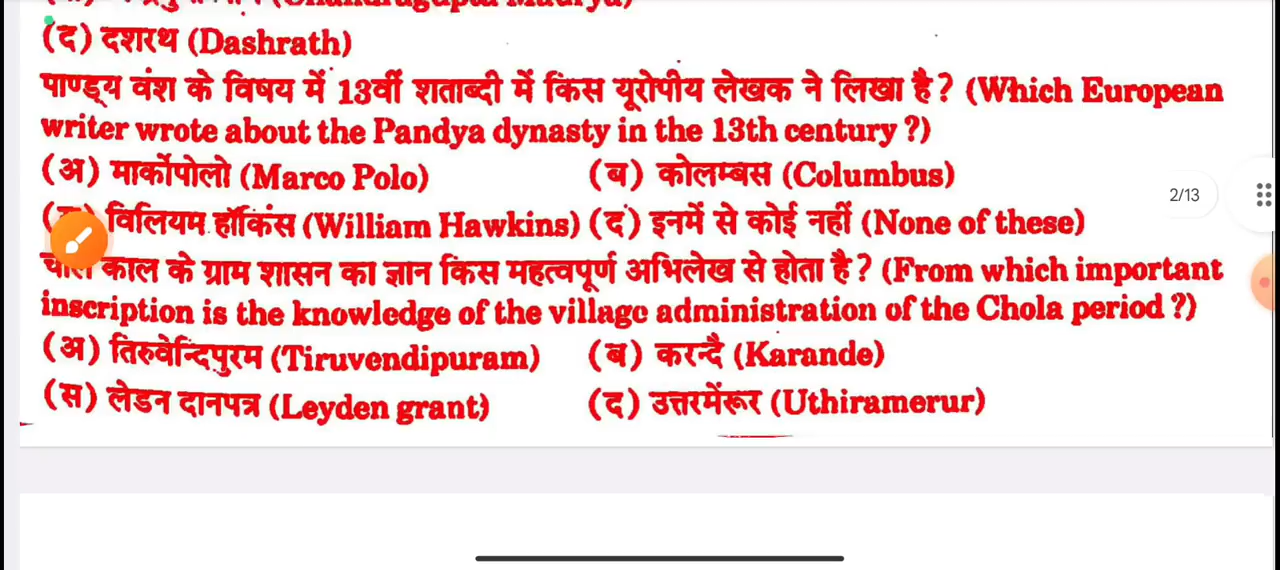 (Chandragupta Maurya)
(द) दशरथ (Dashrath)
पाण्ड्य वंश के विषय में 13वीं शताब्दी में किस यूरोपीय लेखक ने लिखा है? (Which European
writer wrote about the Pandya dynasty in the 13th century ?)
(अ) मार्कोपोलो (Marco Polo) (ब) कोलम्बस (Columbus)
विलियम हॉकिंस (William Hawkins) (द) इनमें से कोई नहीं (None of these)
काल के ग्राम शासन का ज्ञान किस महत्वपूर्ण अभिलेख से होता है? (From which important
inscription is the knowledge of the village administration of the Chola period ?)
(अ) तिरुवेन्दिपुरम (Tiruvendipuram) (ब) करन्दै (Karande)
(स) लेडन दानपत्र (Leyden grant) (द) उत्तरमेंरूर (Uthiramerur)
2/13